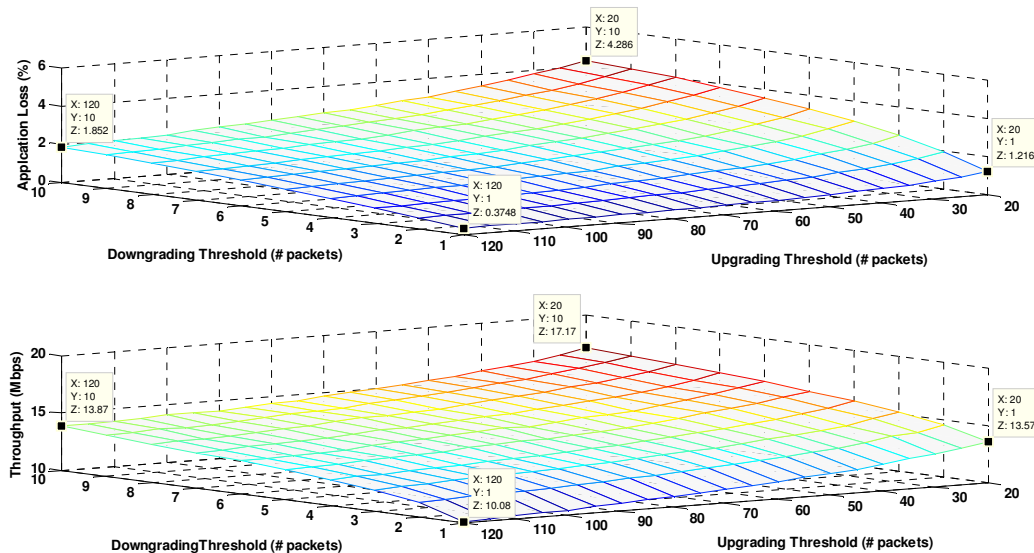 X: 20
Y: 10
Z: 4.286
6
4
2
0
Appilcation Loss (%)
X: 120
Y: 10
Z: 1.852
X: 20
Y: 1
Z: 1.216
X: 120
Y: 1
Z: 0.3748
10 9 8 7 6 5 4 3 2 1
120 110 100 90 80 70 60 50 40 30 20
Downgrading Threshold (# packets)
Upgrading Threshold (# packets)
X: 20
Y: 10
Z: 17.17
20
15
10
Throughput (Mbps)
X: 120
Y: 10
Z: 13.87
X: 20
Y: 1
Z: 13.57
X: 120
Y: 1
Z: 10.08
10 9 8 7 6 5 4 3 2 1
120 110 100 90 80 70 60 50 40 30 20
DowngradingThreshold (# packets)
Upgrading Threshold (# packets)